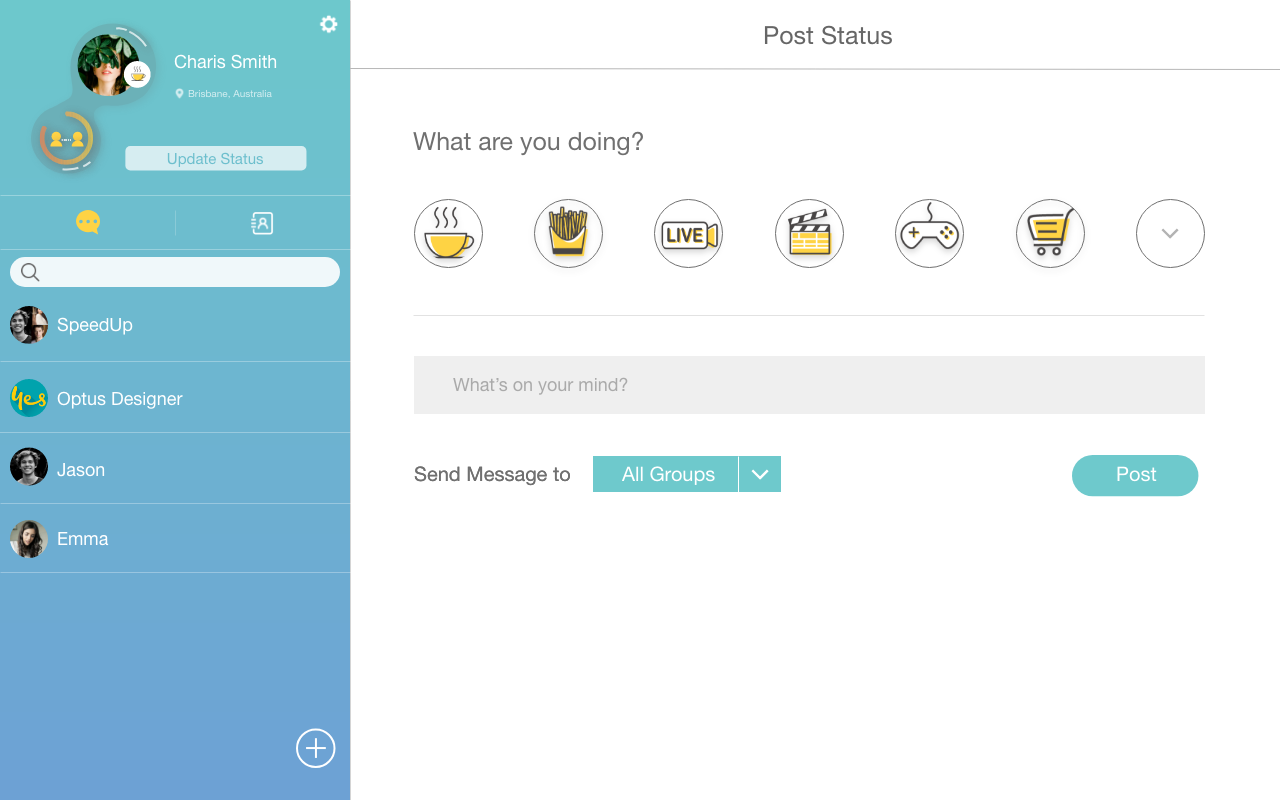 Charis Smith
Brisbane, Australia
Update Status
SpeedUp
yes
Optus Designer
Jason
Emma
Post Status
What are you doing?
LIVE
What's on your mind?
Send Message to
All Groups
Post